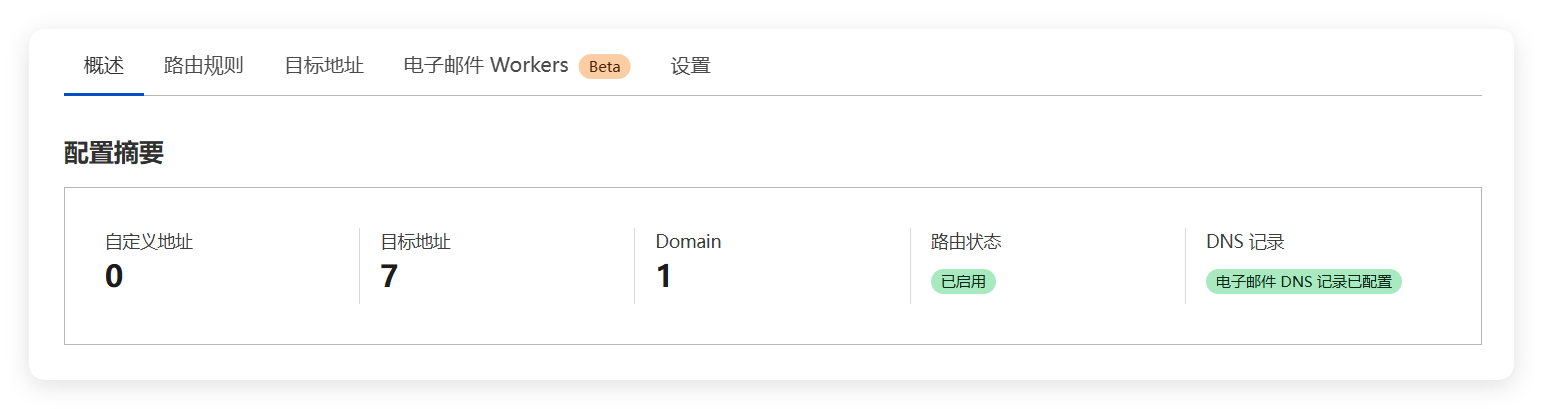 概述 路由规则 目标地址 电子邮件 Workers Beta 设置
配置摘要
自定义地址 目标地址 Domain 路由状态 DNS 记录
0 7 1 已启用 电子邮件 DNS 记录已配置